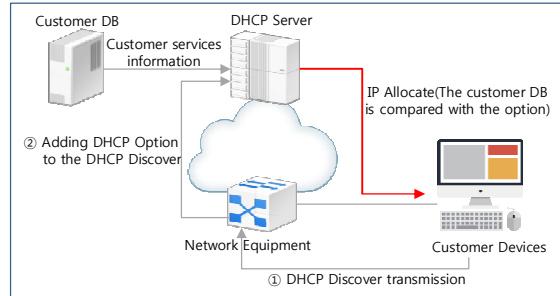 Customer DB
DHCP Server
Customer services
information
IP Allocate(The customer DB
is compared with the option)
② Adding DHCP Option
to the DHCP Discover
Network Equipment
Customer Devices
① DHCP Discover transmission